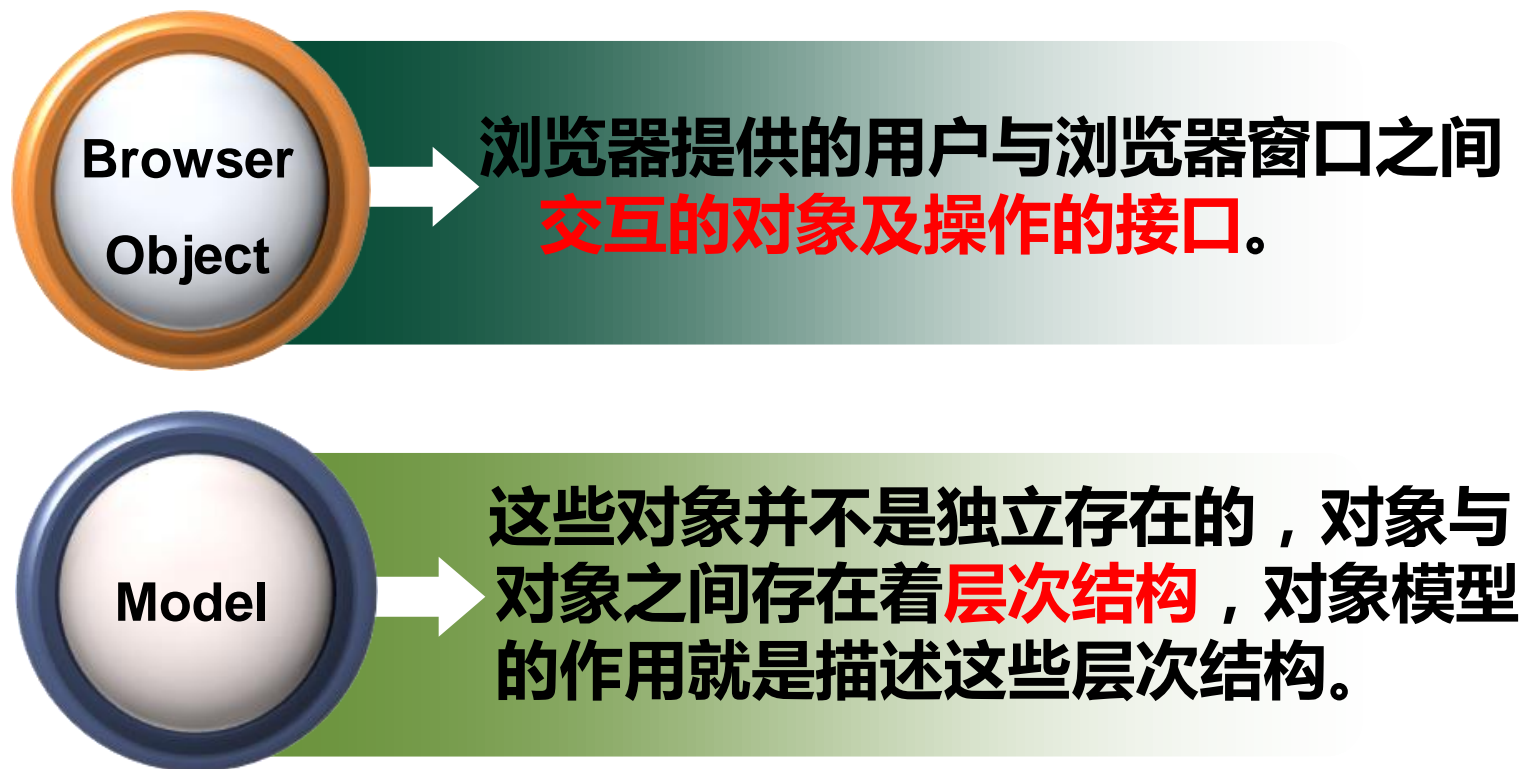 Browser
Object
浏览器提供的用户与浏览器窗口之间
交互的对象及操作的接口。
Model
这些对象并不是独立存在的，对象与
对象之间存在着层次结构，对象模型
的作用就是描述这些层次结构。